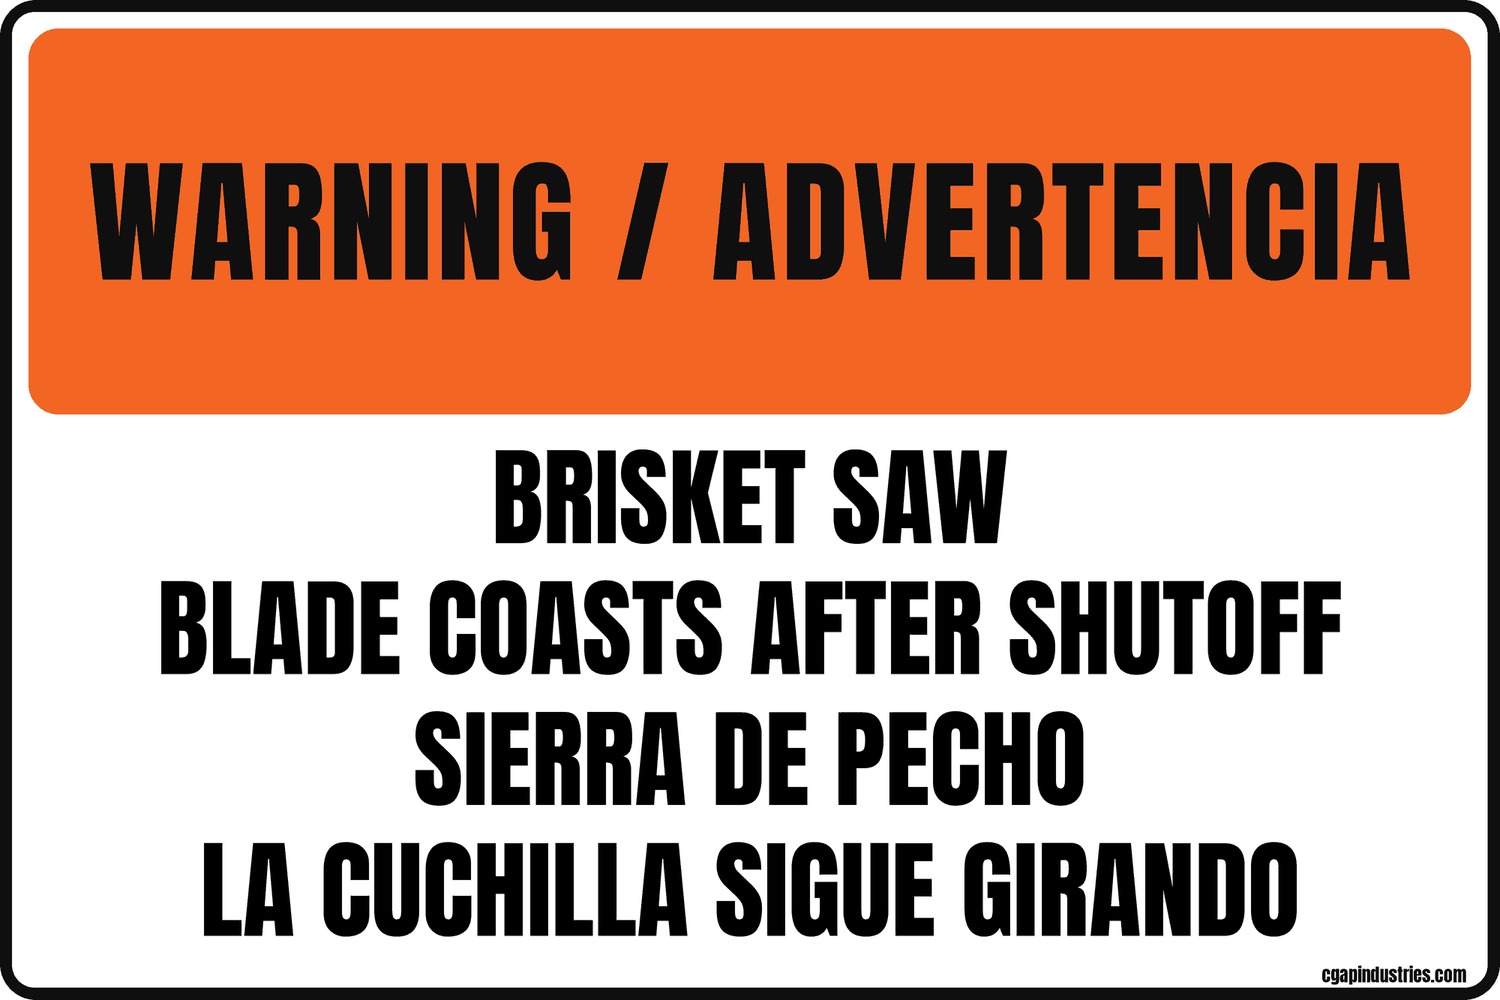 WARNING / ADVERTENCIA
BRISKET SAW
BLADE COASTS AFTER SHUTOFF
SIERRA DE PECHO
LA CUCHILLA SIGUE GIRANDO
cgapindustries.com